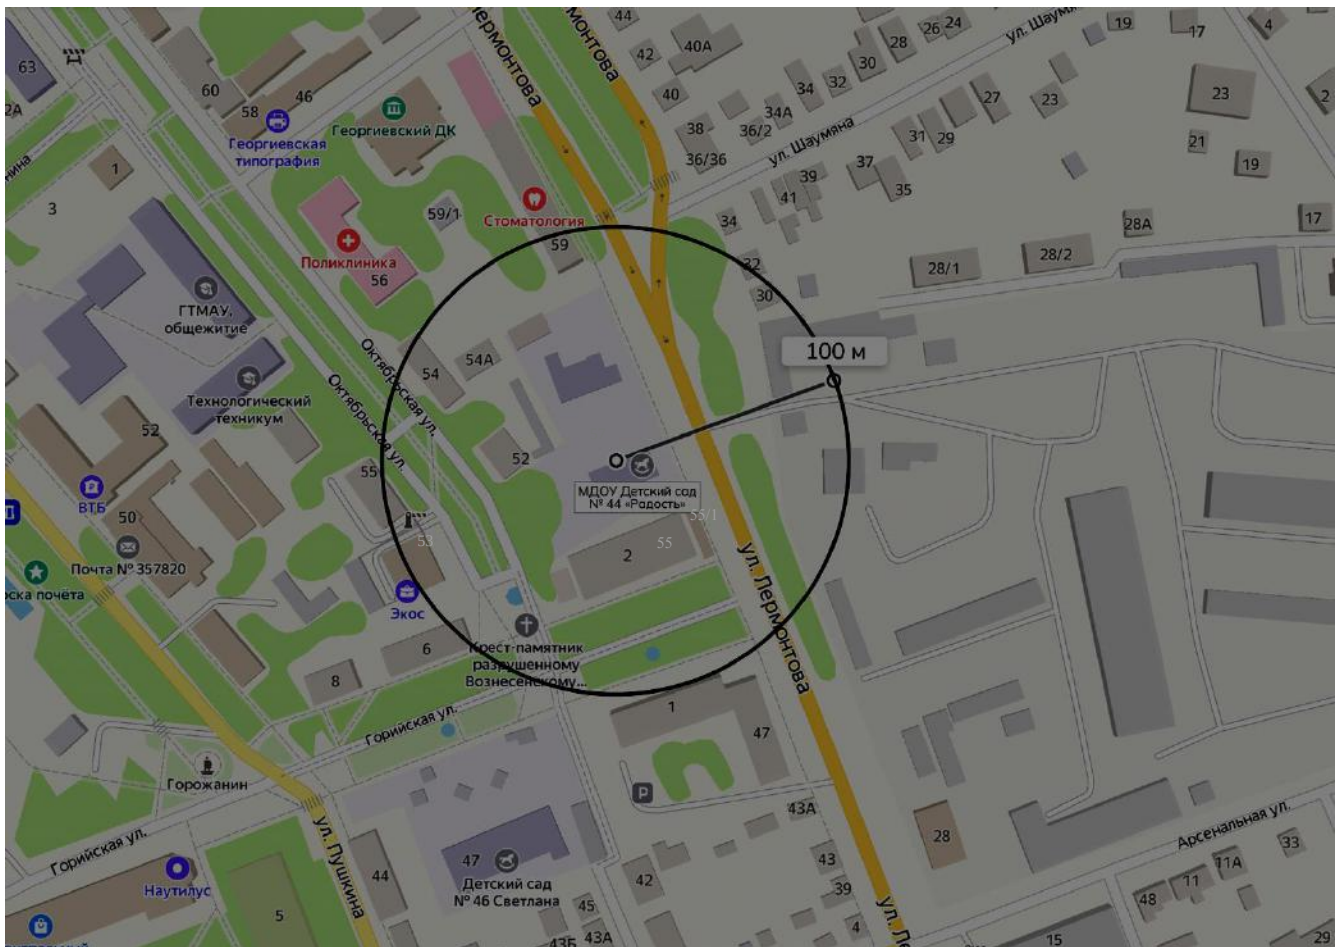 44
ул. Шаумяна
19
17
4
63
42
40А
28
26
24
30
2А
60
46
58
Георгиевская
типография
Георгиевский ДК
Лермонтова
40
34
32
34А
36/2
38
36/36
27
23
23
2
ул. Шаумяна
31
29
21
19
1
3
59/1
Стоматология
59
39
41
37
35
34
28А
17
Поликлиника
56
32
30
28/1
28/2
ГТМАУ,
общежитие
54
54А
100 м
Октябрьская ул.
Октябрьская ул.
Технологический
техникум
52
52
55
МДОУ Детский сад
№ 44 «Радость»
55/1
ВТБ
50
Почта № 357820
53
55
2
ул. Лермонтова
Экос
Крест-памятник
разрушенному
Вознесенскому...
6
8
1
47
Горийская ул.
Горожанин
P
43А
Горийская ул.
ул. Пушкина
Арсенальная ул.
28
33
11А
11
48
Наутилус
44
47
Детский сад
№ 46 Светлана
42
43
39
5
45
43А
43Б
4
15
29